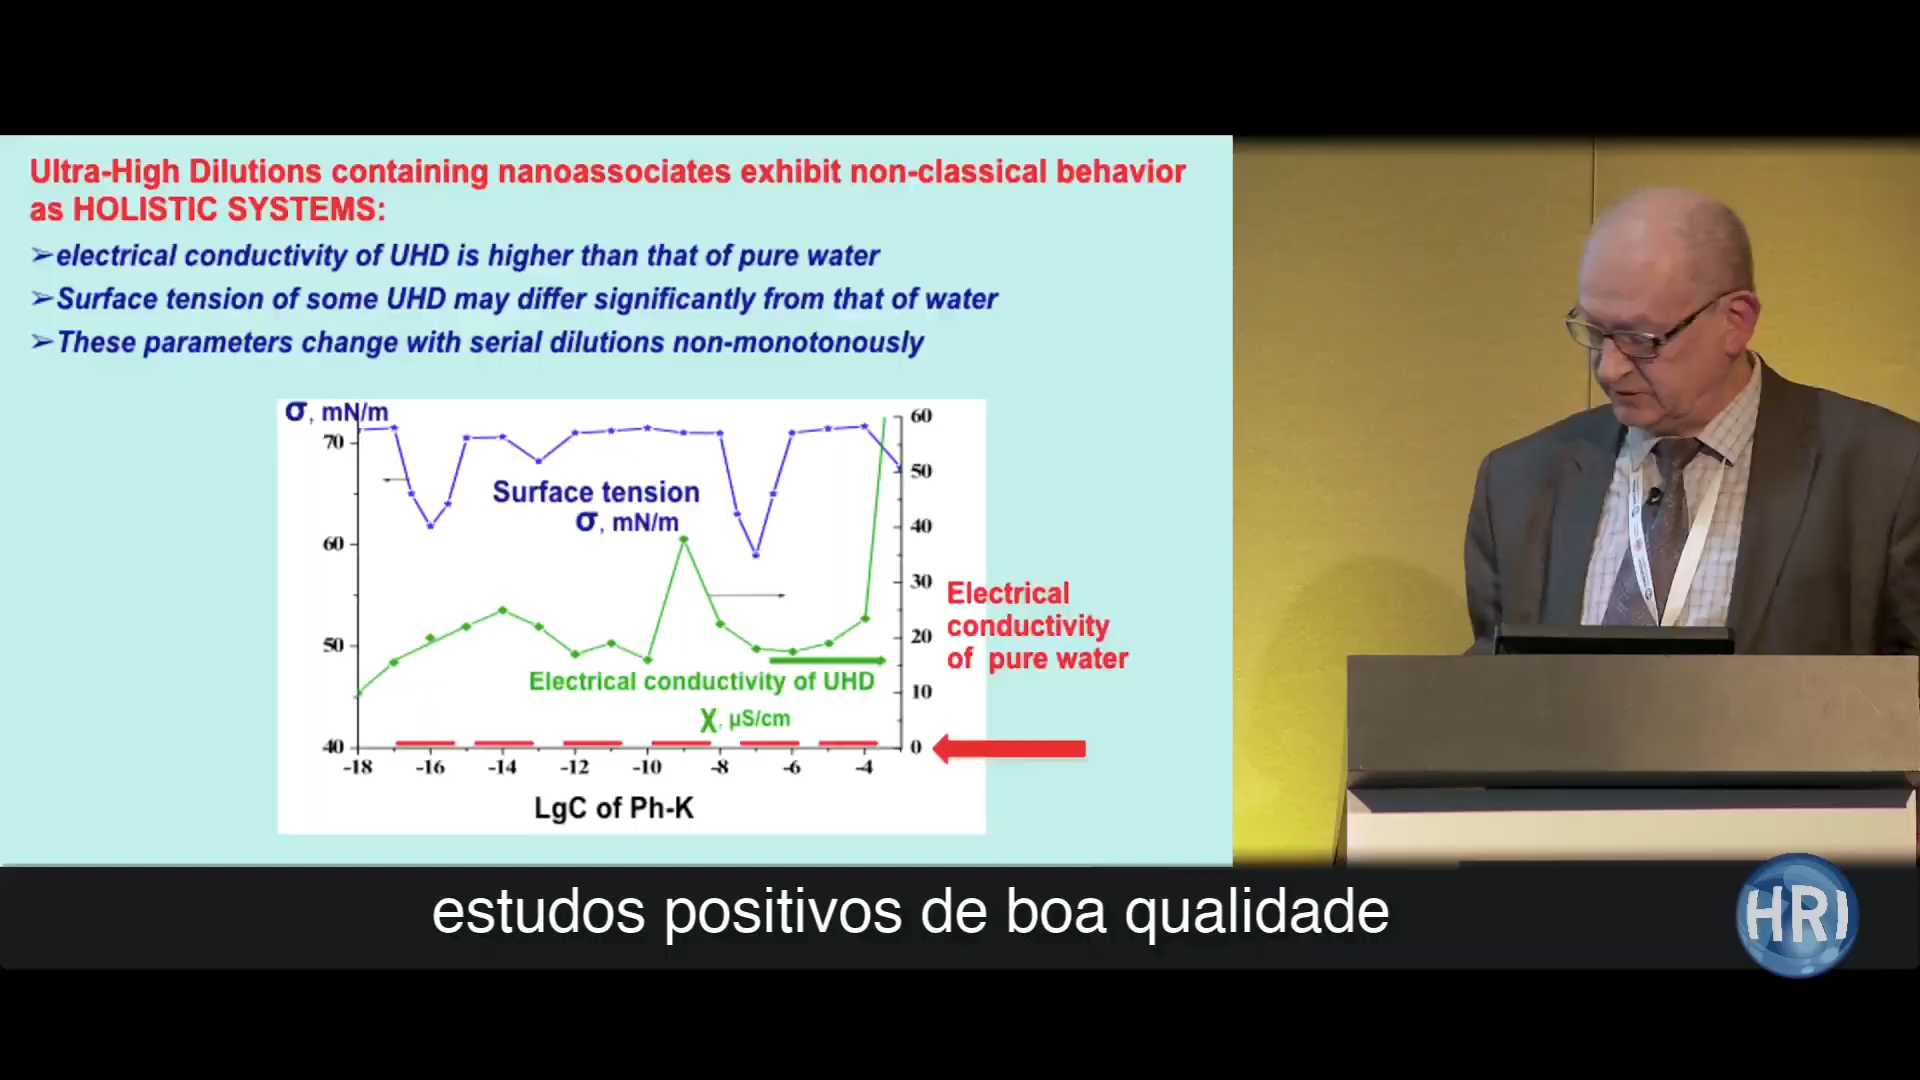 Ultra-High Dilutions containing nanoassociates exhibit non-classical behavior
as HOLISTIC SYSTEMS:
➢electrical conductivity of UHD is higher than that of pure water
➢Surface tension of some UHD may differ significantly from that of water
➢These parameters change with serial dilutions non-monotonously
σ, mN/m
70
60
50
40
Surface tension
σ, mN/m
60
50
40
30
20
10
0
Electrical
conductivity
of pure water
Electrical conductivity of UHD
χ, µS/cm
-18 -16 -14 -12 -10 -8 -6 -4
LgC of Ph-K
estudos positivos de boa qualidade
HRI